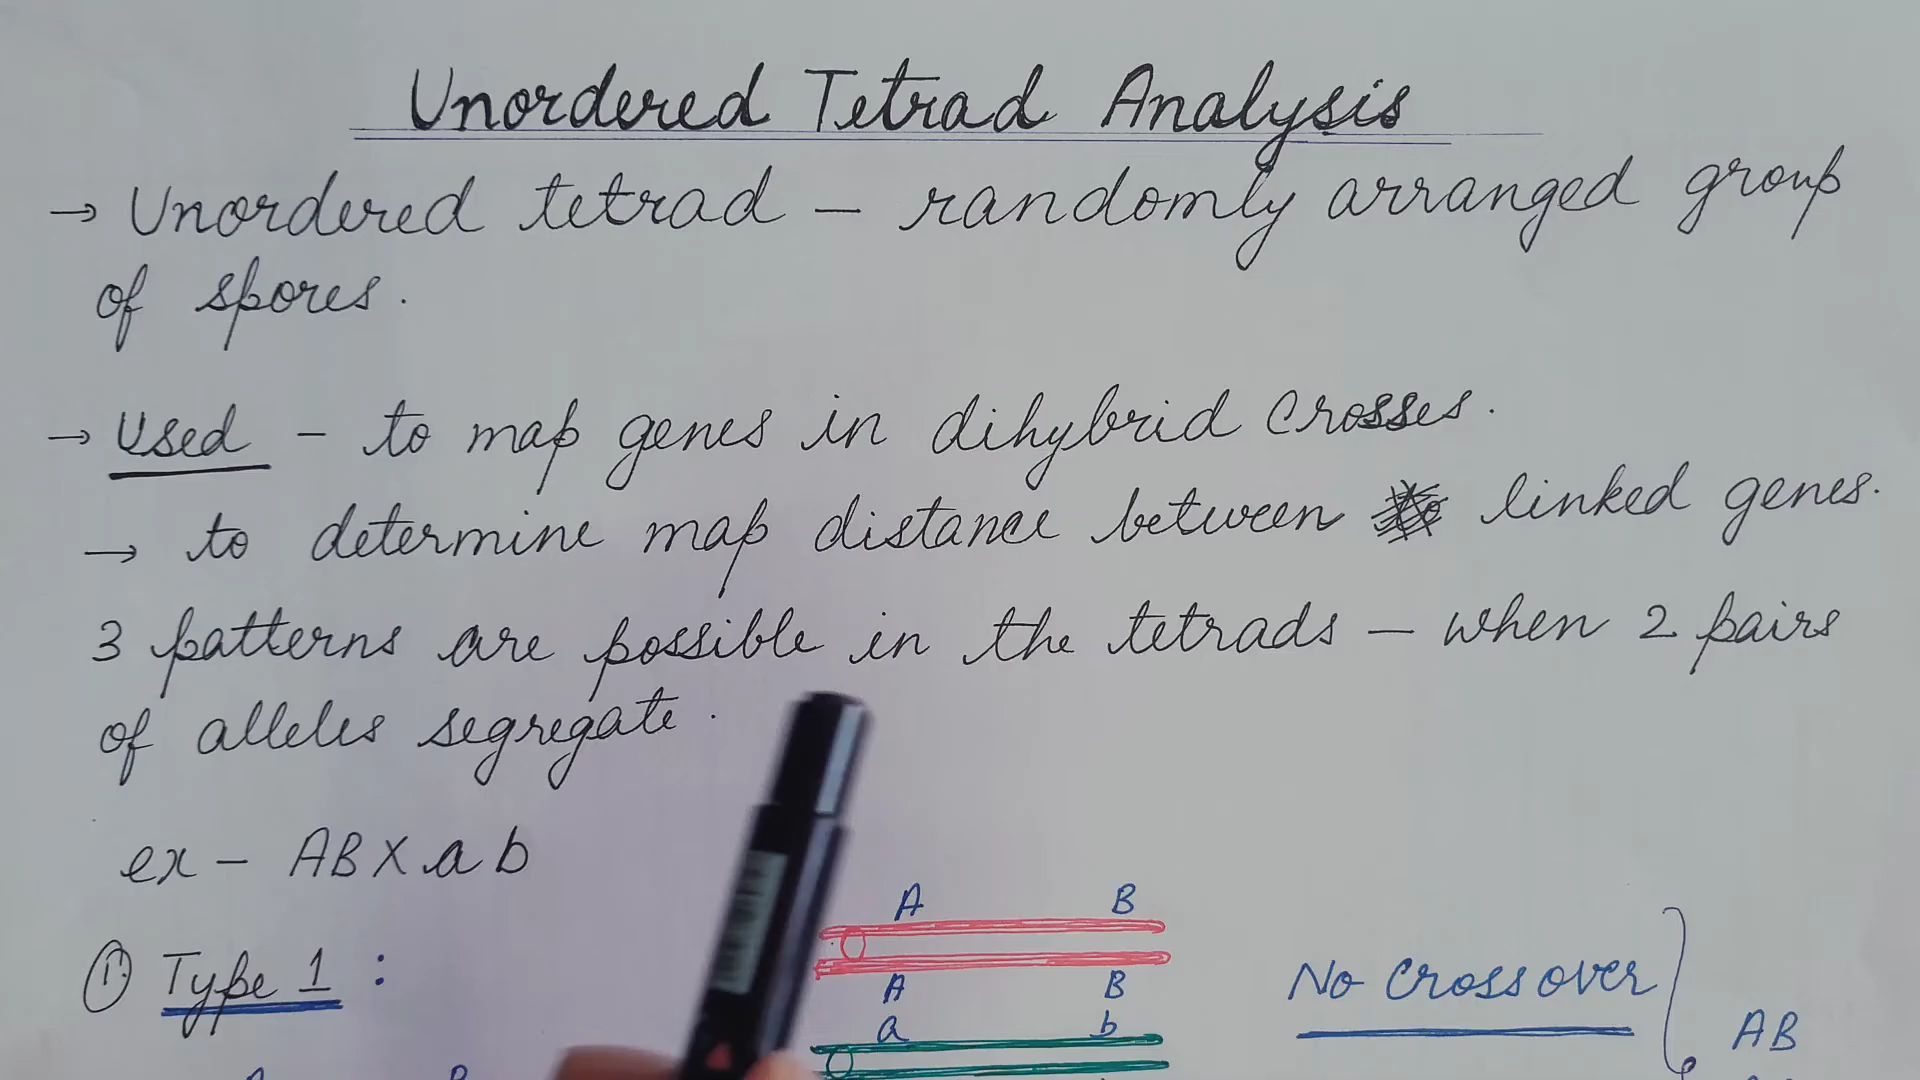 Unordered Tetrad Analysis
→ Unordered tetrad – randomly arranged group
of spores.
→ Used – to map genes in dihybrid crosses.
→ to determine map distance between linked genes.
3 patterns are possible in the tetrads – when 2 pairs
of alleles segregate.
ex – AB X ab
A B
① Type 1 :
No Crossover
A B
a b
AB